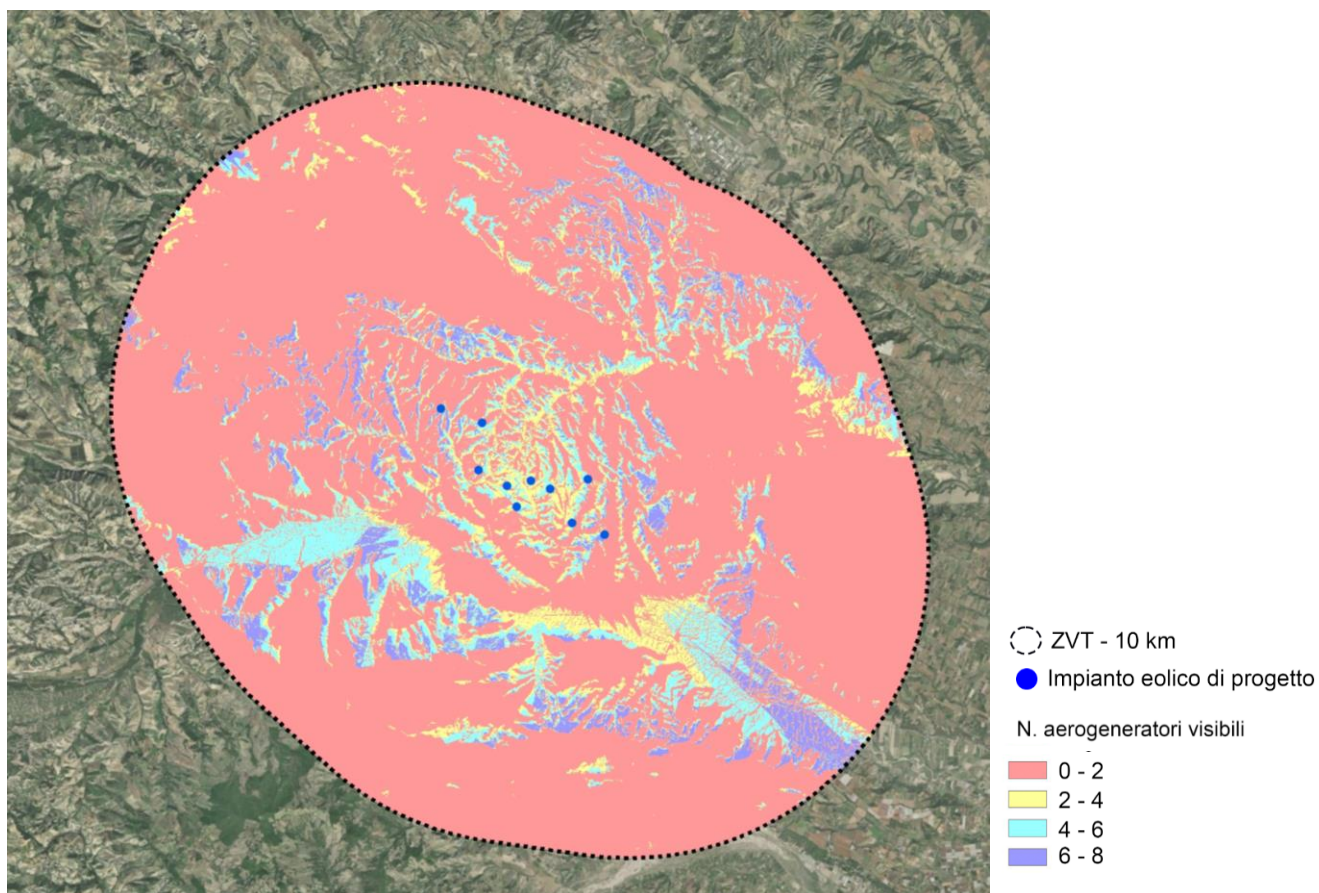 ZVT - 10 km
Impianto eolico di progetto
N. aerogeneratori visibili
0 - 2
2 - 4
4 - 6
6 - 8